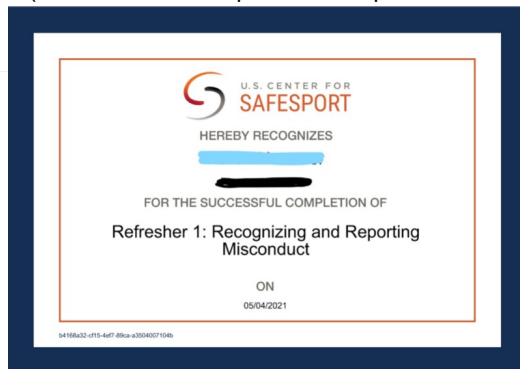 U.S. CENTER FOR
SAFESPORT
HEREBY RECOGNIZES
FOR THE SUCCESSFUL COMPLETION OF
Refresher 1: Recognizing and Reporting
Misconduct
ON
05/04/2021
b4168a32-cf15-4ef7-89ca-a3504007104b